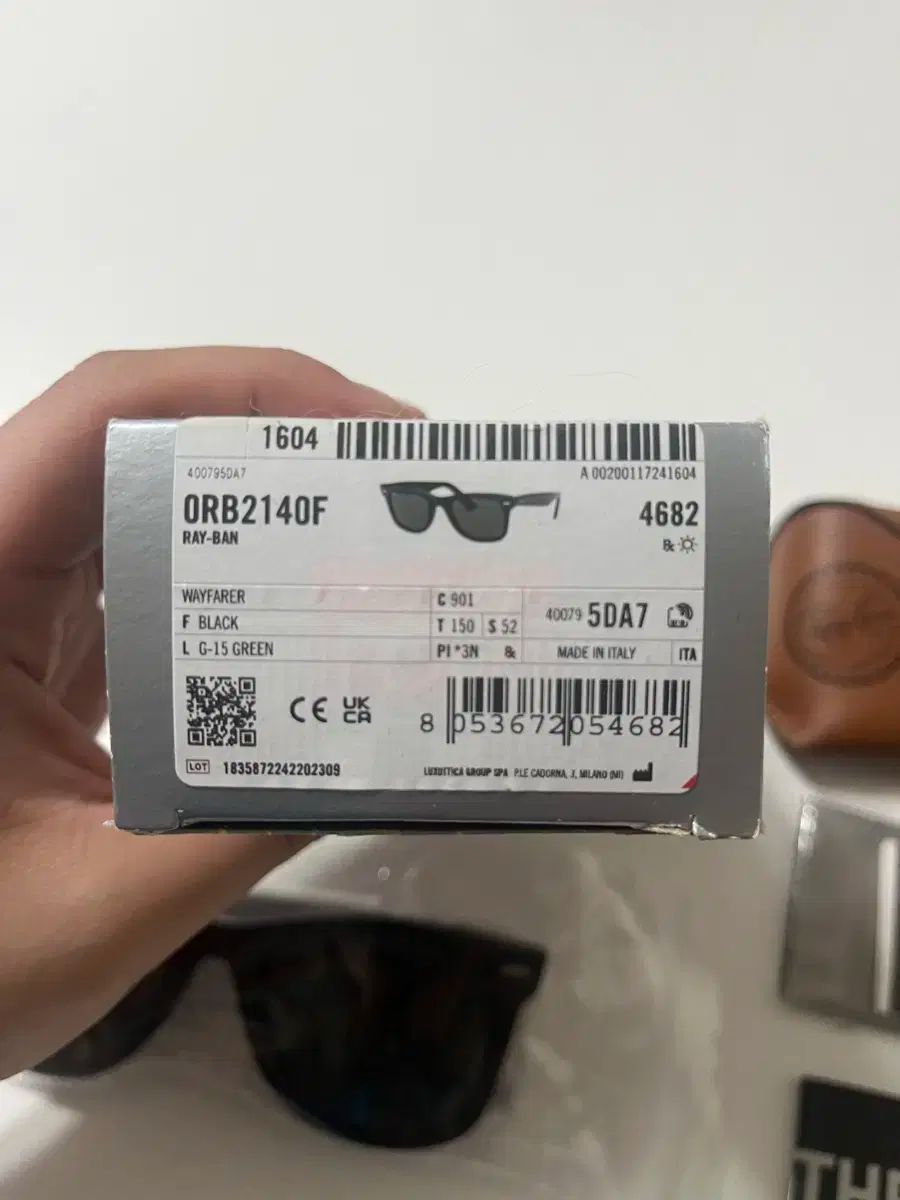 1604
400795DA7
A 00200117241604
0RB2140F
4682
RAY-BAN
WAYFARER
C 901
F BLACK
T 150 S 52
40079 5DA7
L G-15 GREEN
PI *3N
MADE IN ITALY
ITA
CE UK CA
8 053672 054682
LOT 1835872242202309
LUXOTTICA GROUP SPA P.LE CADORNA, 3, MILANO (MI)
TH